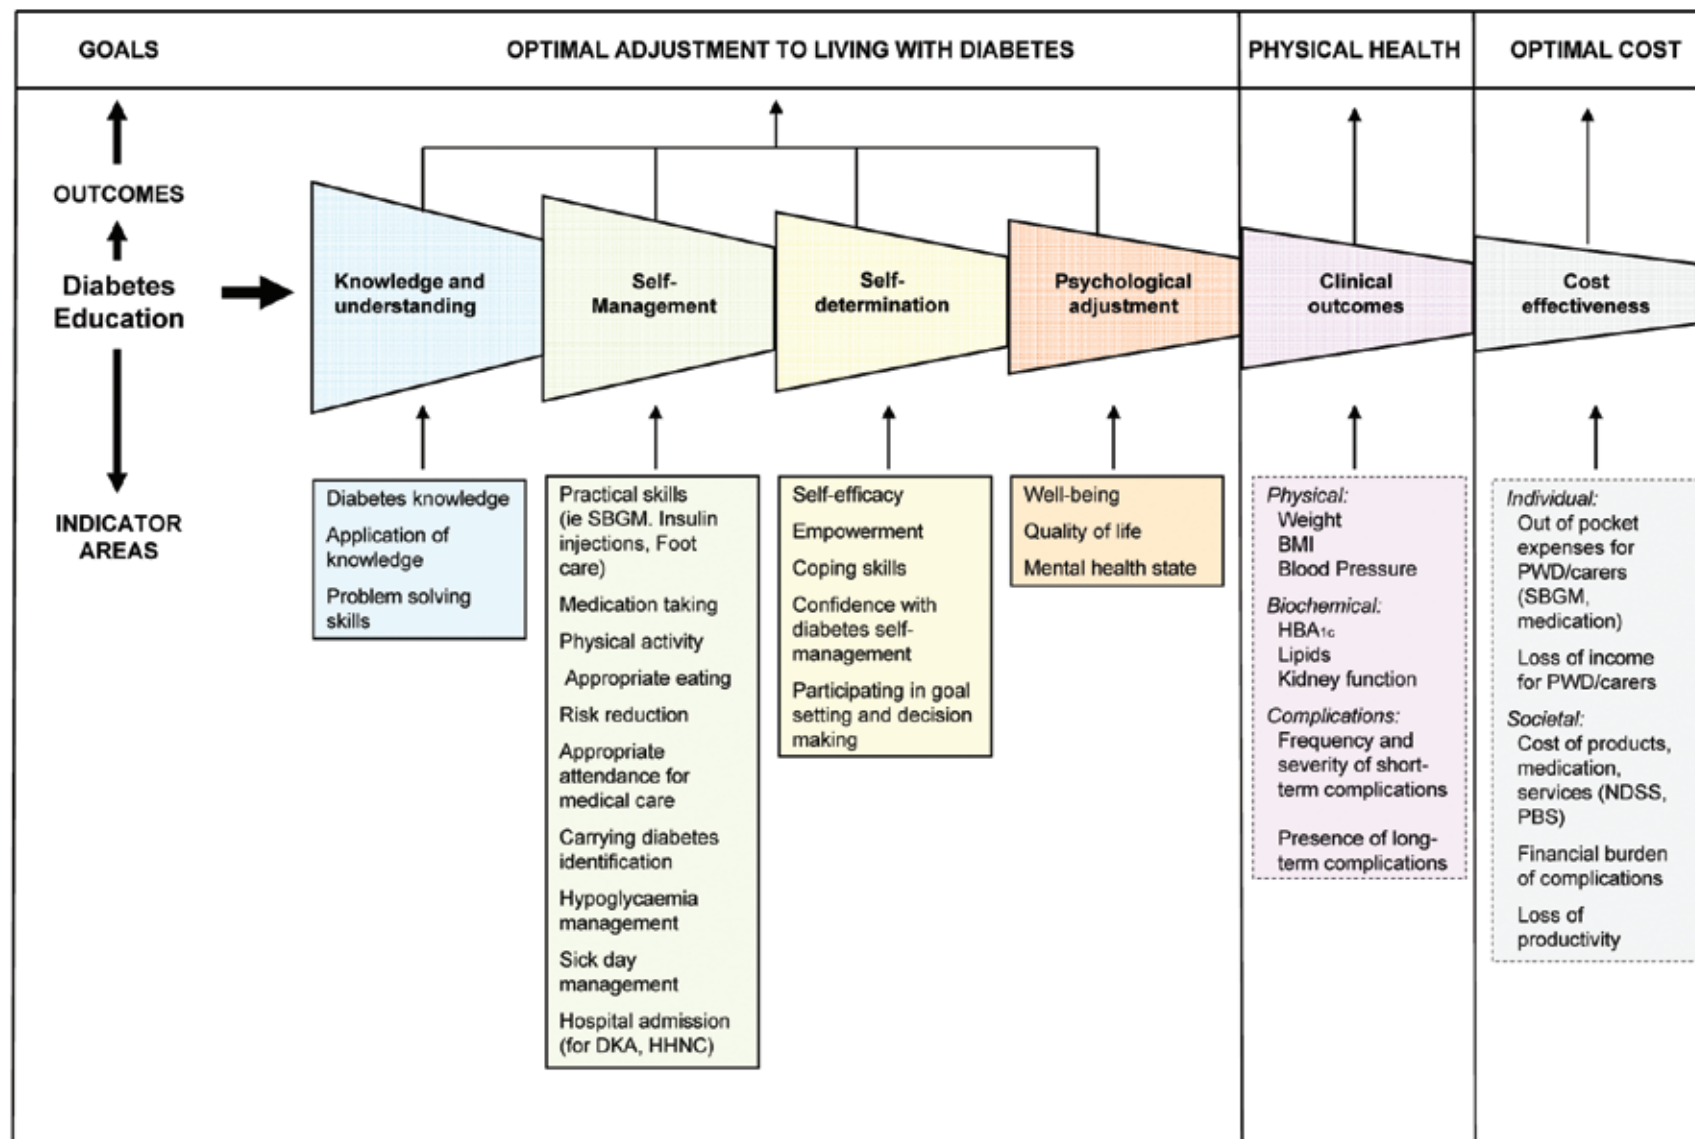 GOALS
OPTIMAL ADJUSTMENT TO LIVING WITH DIABETES
PHYSICAL HEALTH
OPTIMAL COST
OUTCOMES
Diabetes
Education
INDICATOR
AREAS
Knowledge and
understanding
Self-
Management
Self-
determination
Psychological
adjustment
Clinical
outcomes
Cost
effectiveness
Diabetes knowledge
Application of
knowledge
Problem solving
skills
Practical skills
(ie SBGM. Insulin
injections, Foot
care)
Medication taking
Physical activity
Appropriate eating
Risk reduction
Appropriate
attendance for
medical care
Carrying diabetes
identification
Hypoglycaemia
management
Sick day
management
Hospital admission
(for DKA, HHNC)
Self-efficacy
Empowerment
Coping skills
Confidence with
diabetes self-
management
Participating in goal
setting and decision
making
Well-being
Quality of life
Mental health state
Physical:
Weight
BMI
Blood Pressure
Biochemical:
HBA1c
Lipids
Kidney function
Complications:
Frequency and
severity of short-
term complications
Presence of long-
term complications
Individual:
Out of pocket
expenses for
PWD/carers
(SBGM,
medication)
Loss of income
for PWD/carers
Societal:
Cost of products,
medication,
services (NDSS,
PBS)
Financial burden
of complications
Loss of
productivity